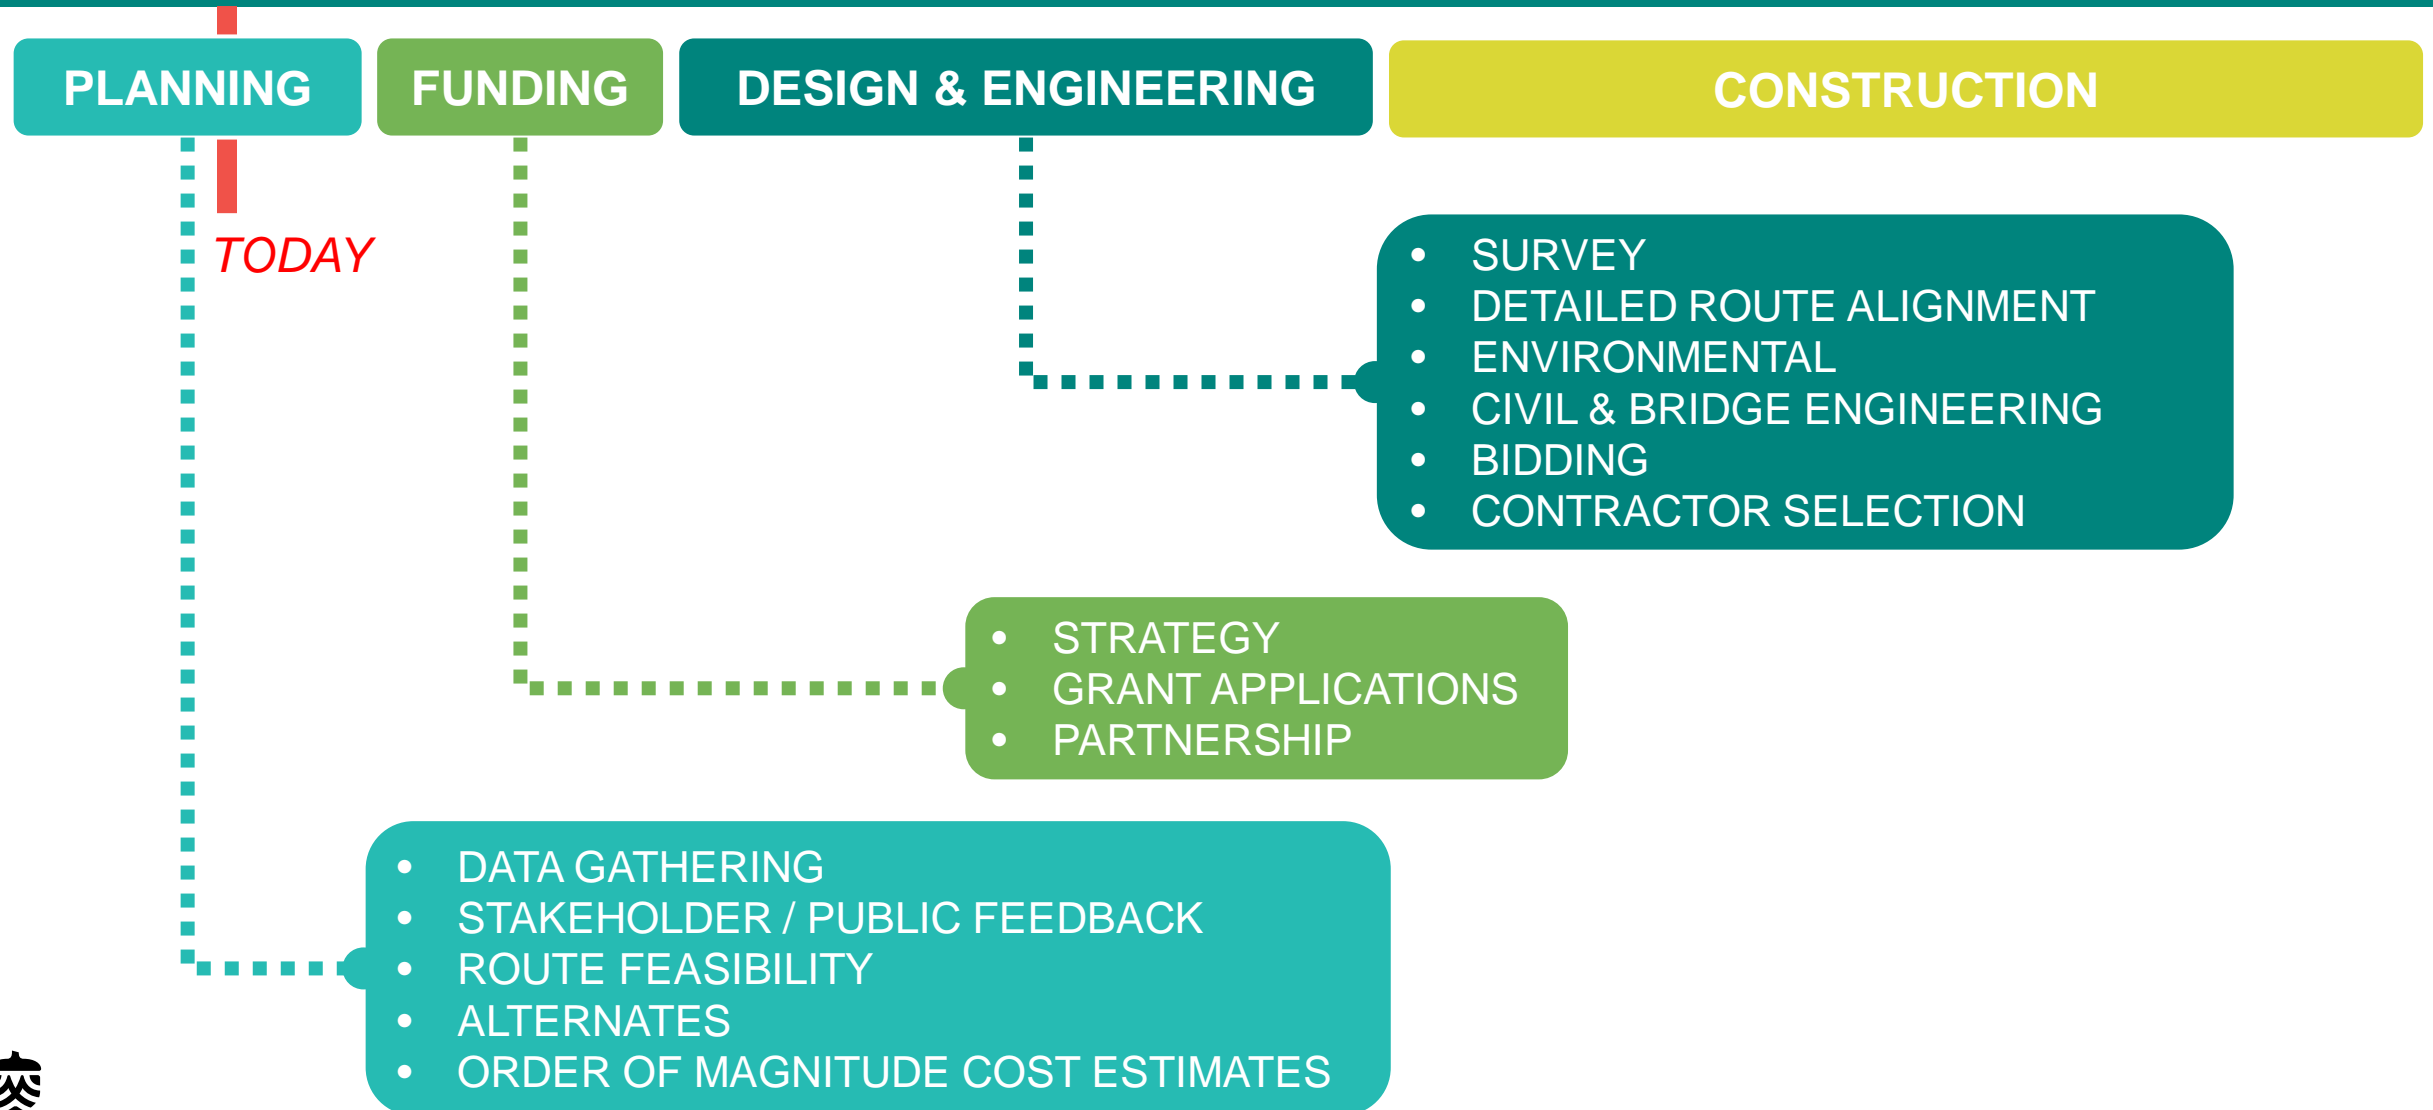 PLANNING
FUNDING
DESIGN & ENGINEERING
CONSTRUCTION
TODAY
• SURVEY
• DETAILED ROUTE ALIGNMENT
• ENVIRONMENTAL
• CIVIL & BRIDGE ENGINEERING
• BIDDING
• CONTRACTOR SELECTION
• STRATEGY
• GRANT APPLICATIONS
• PARTNERSHIP
• DATA GATHERING
• STAKEHOLDER / PUBLIC FEEDBACK
• ROUTE FEASIBILITY
• ALTERNATES
• ORDER OF MAGNITUDE COST ESTIMATES